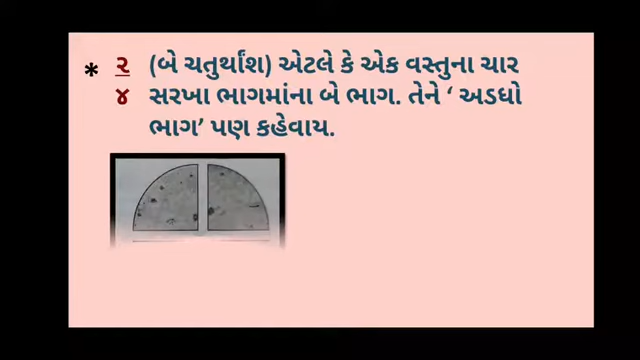 * ૨ (બે ચતુર્થાંશ) એટલે કે એક વસ્તુના ચાર
૪ સરખા ભાગમાંના બે ભાગ. તેને ‘ અડધો
ભાગ’ પણ કહેવાય.